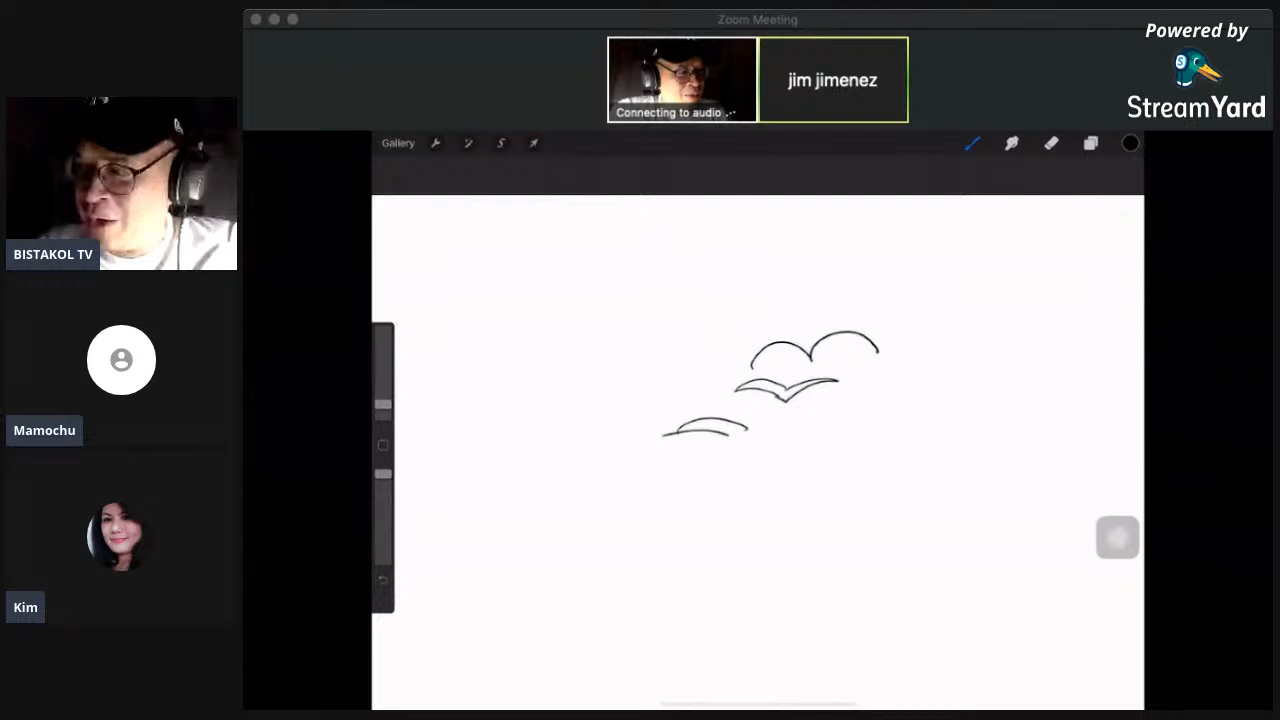 Zoom Meeting
Powered by
StreamYard
jim jimenez
Connecting to audio ...
Gallery
BISTAKOL TV
Mamochu
Kim